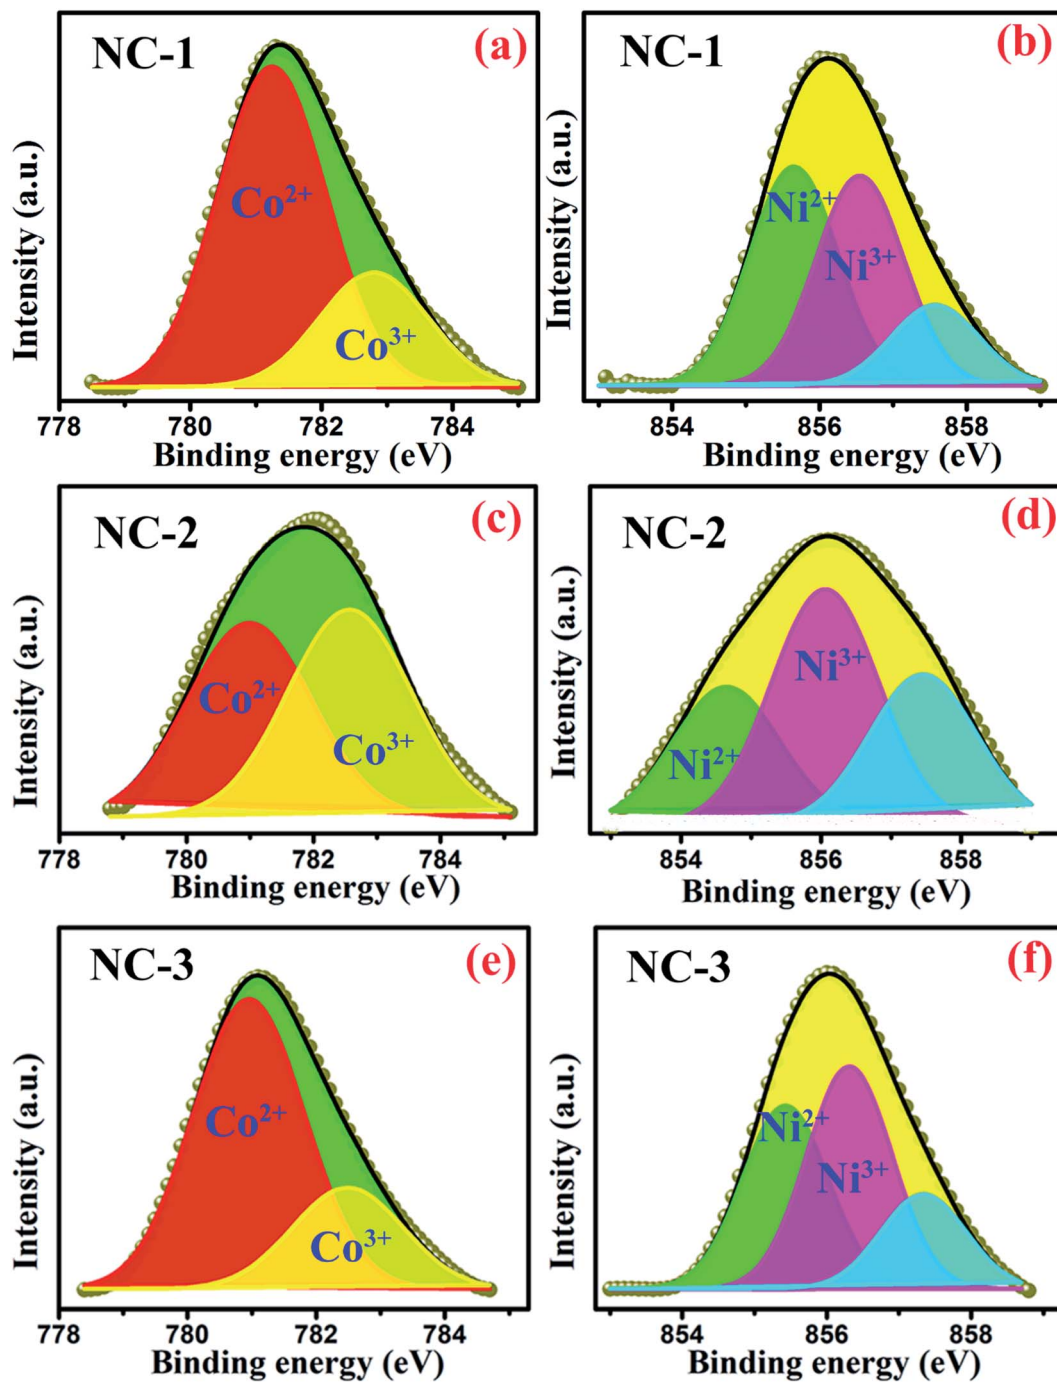 NC-1
(a)
Co2+
Co3+
Intensity (a.u.)
778 780 782 784
Binding energy (eV)
NC-1
(b)
Ni2+
Ni3+
Intensity (a.u.)
854 856 858
Binding energy (eV)
NC-2
(c)
Co2+
Co3+
Intensity (a.u.)
778 780 782 784
Binding energy (eV)
NC-2
(d)
Ni3+
Ni2+
Intensity (a.u.)
854 856 858
Binding energy (eV)
NC-3
(e)
Co2+
Co3+
Intensity (a.u.)
778 780 782 784
Binding energy (eV)
NC-3
(f)
Ni2+
Ni3+
Intensity (a.u.)
854 856 858
Binding energy (eV)